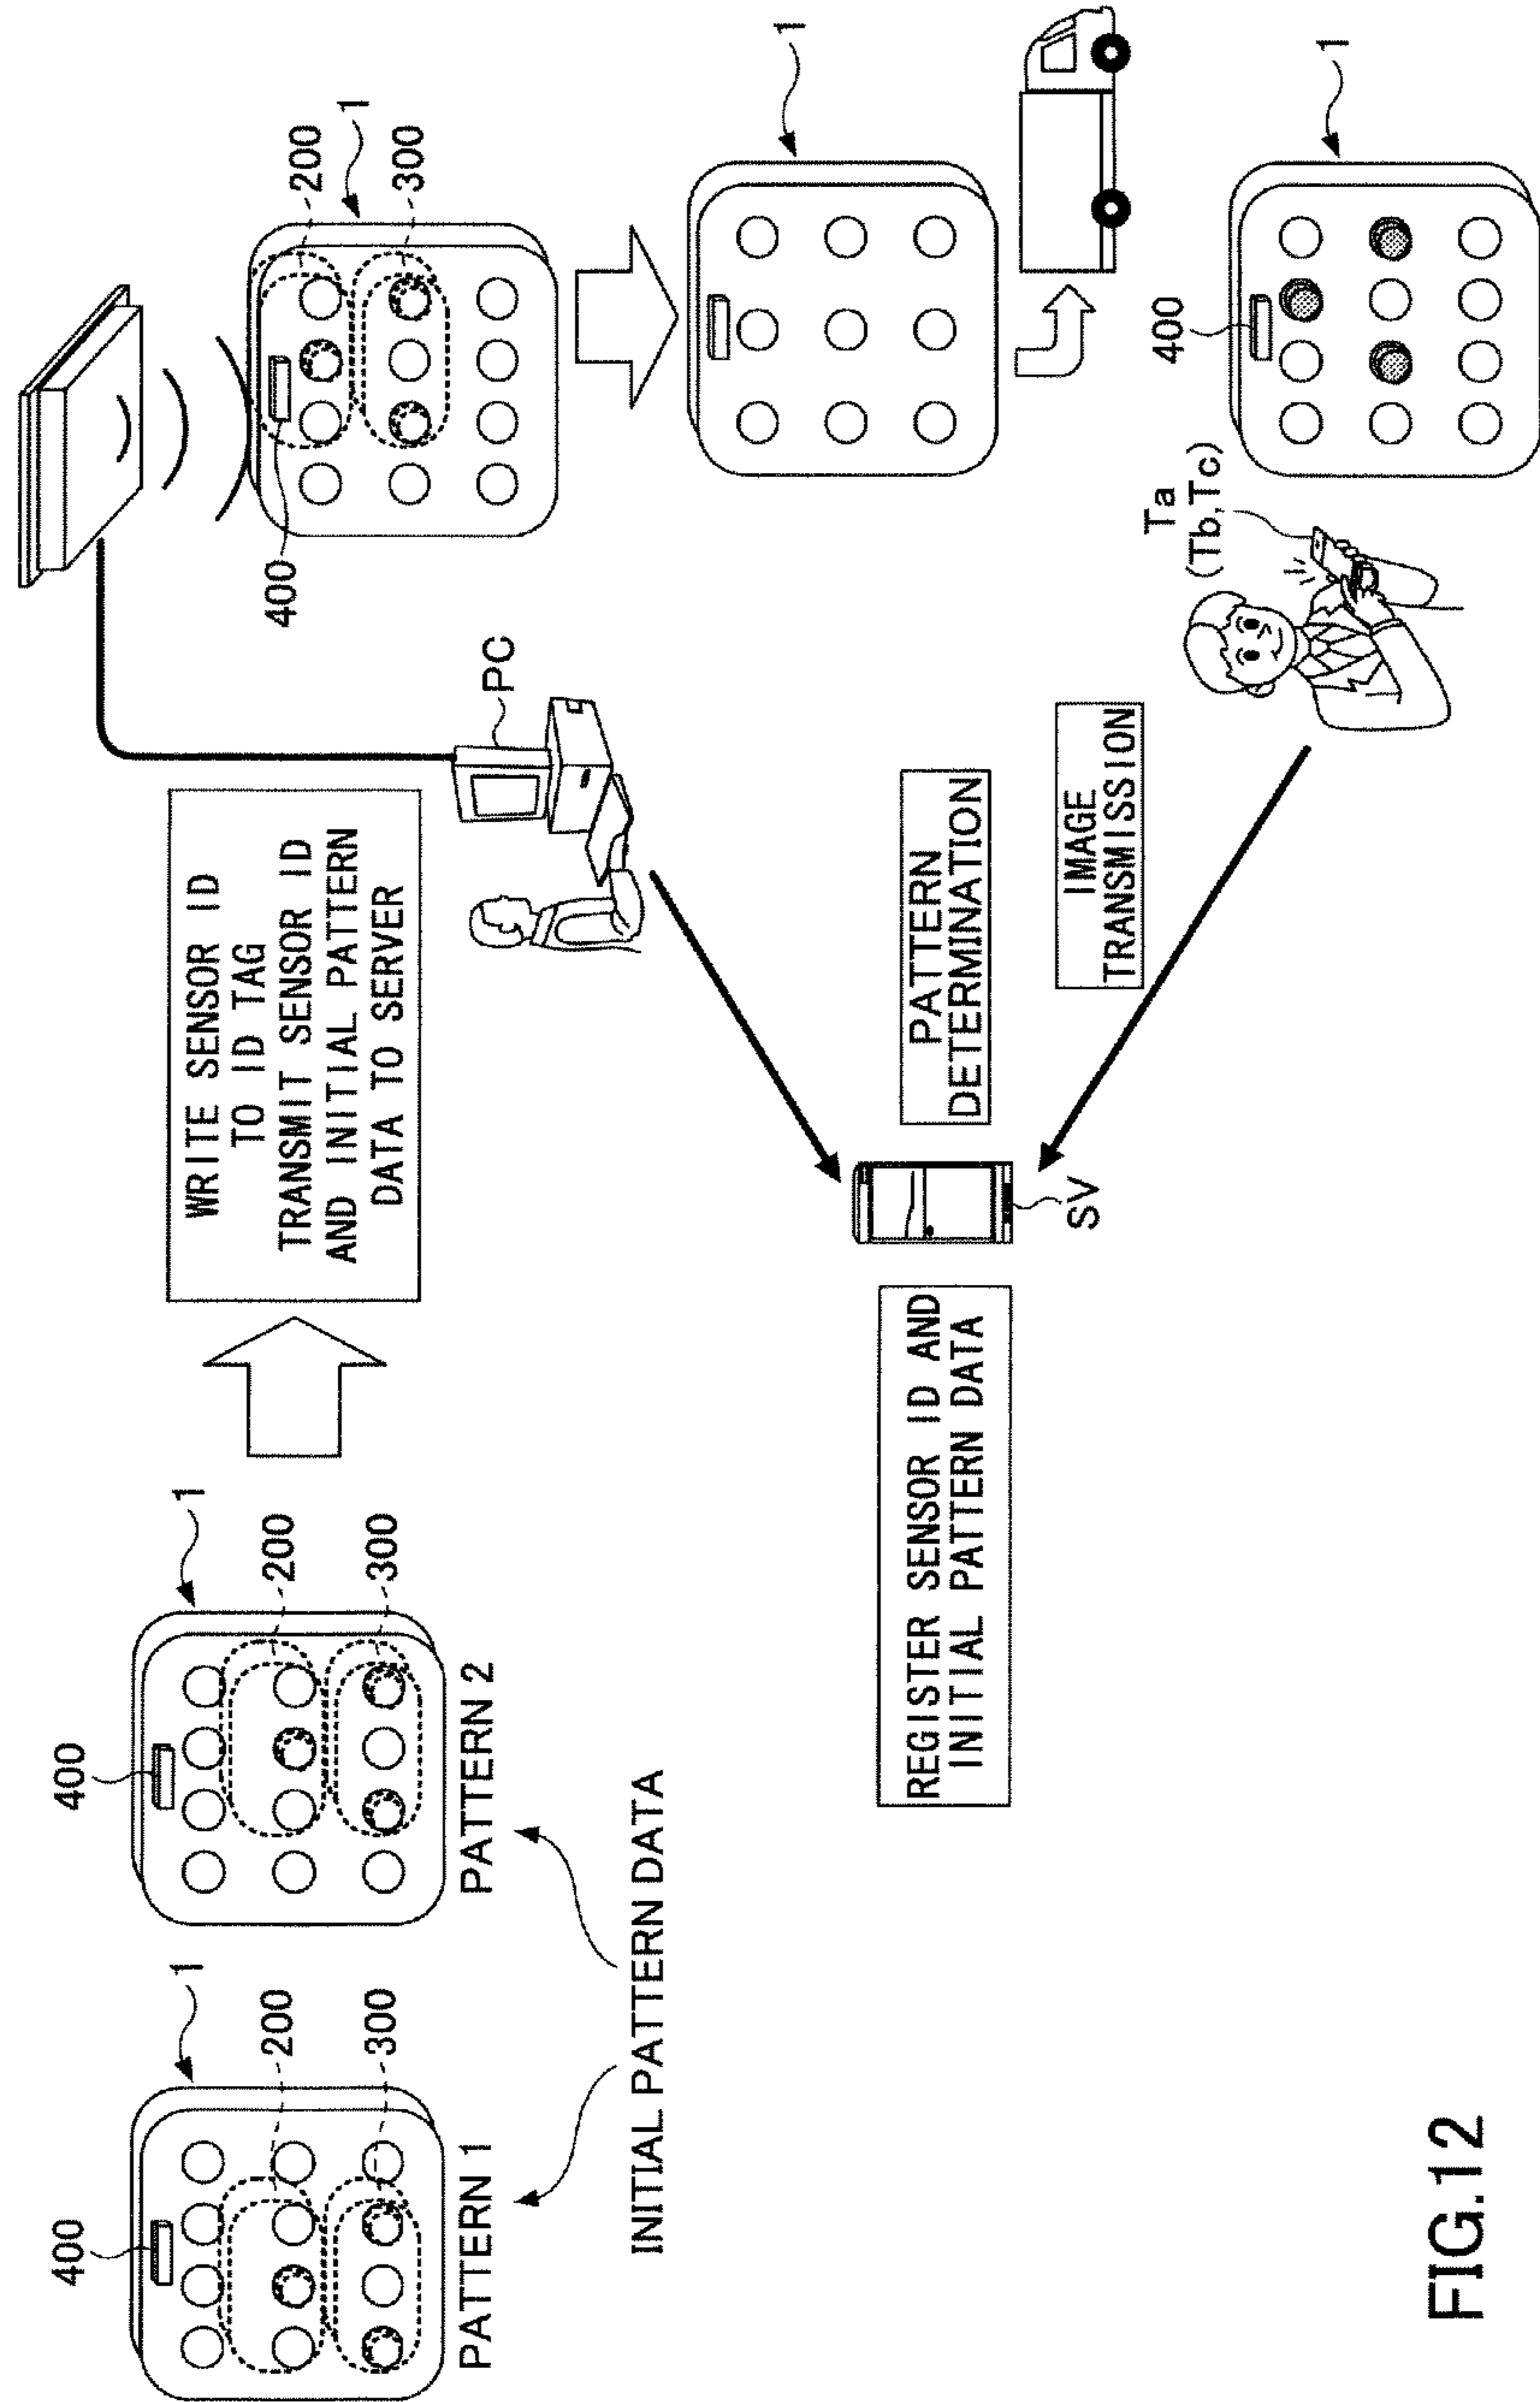 400
1
200
300
PATTERN 1
400
1
200
300
PATTERN 2
INITIAL PATTERN DATA
WRITE SENSOR ID
TO ID TAG
TRANSMIT SENSOR ID
AND INITIAL PATTERN
DATA TO SERVER
PC
400
200
1
300
1
REGISTER SENSOR ID AND
INITIAL PATTERN DATA
SV
PATTERN
DETERMINATION
IMAGE
TRANSMISSION
Ta
(Tb,Tc)
400
1
FIG.12